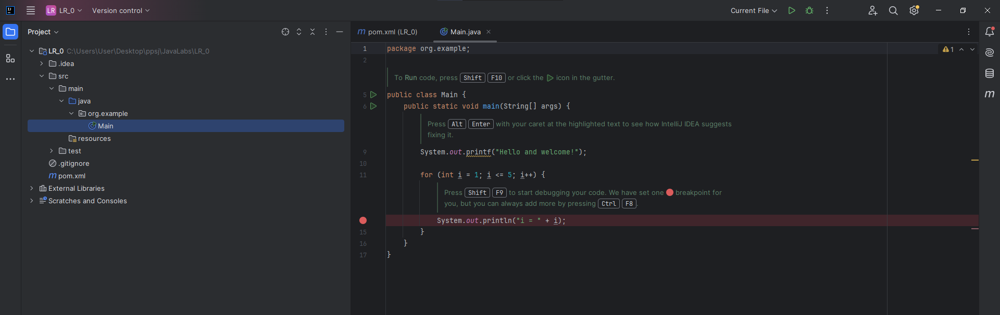 LR LR_0 Version control Current File
Project
pom.xml (LR_0) Main.java
LR_0 C:\Users\User\Desktop\ppsj\JavaLabs\LR_0
.idea
src
main
java
org.example
Main
resources
test
.gitignore
m pom.xml
External Libraries
Scratches and Consoles
1 package org.example;
1
2
To Run code, press Shift F10 or click the icon in the gutter.
5 public class Main {
6 public static void main(String[] args) {
Press Alt Enter with your caret at the highlighted text to see how IntelliJ IDEA suggests
fixing it.
9 System.out.printf("Hello and welcome!");
10
11 for (int i = 1; i <= 5; i++) {
Press Shift F9 to start debugging your code. We have set one breakpoint for
you, but you can always add more by pressing Ctrl F8.
System.out.println("i = " + i);
15 }
16 }
17 }